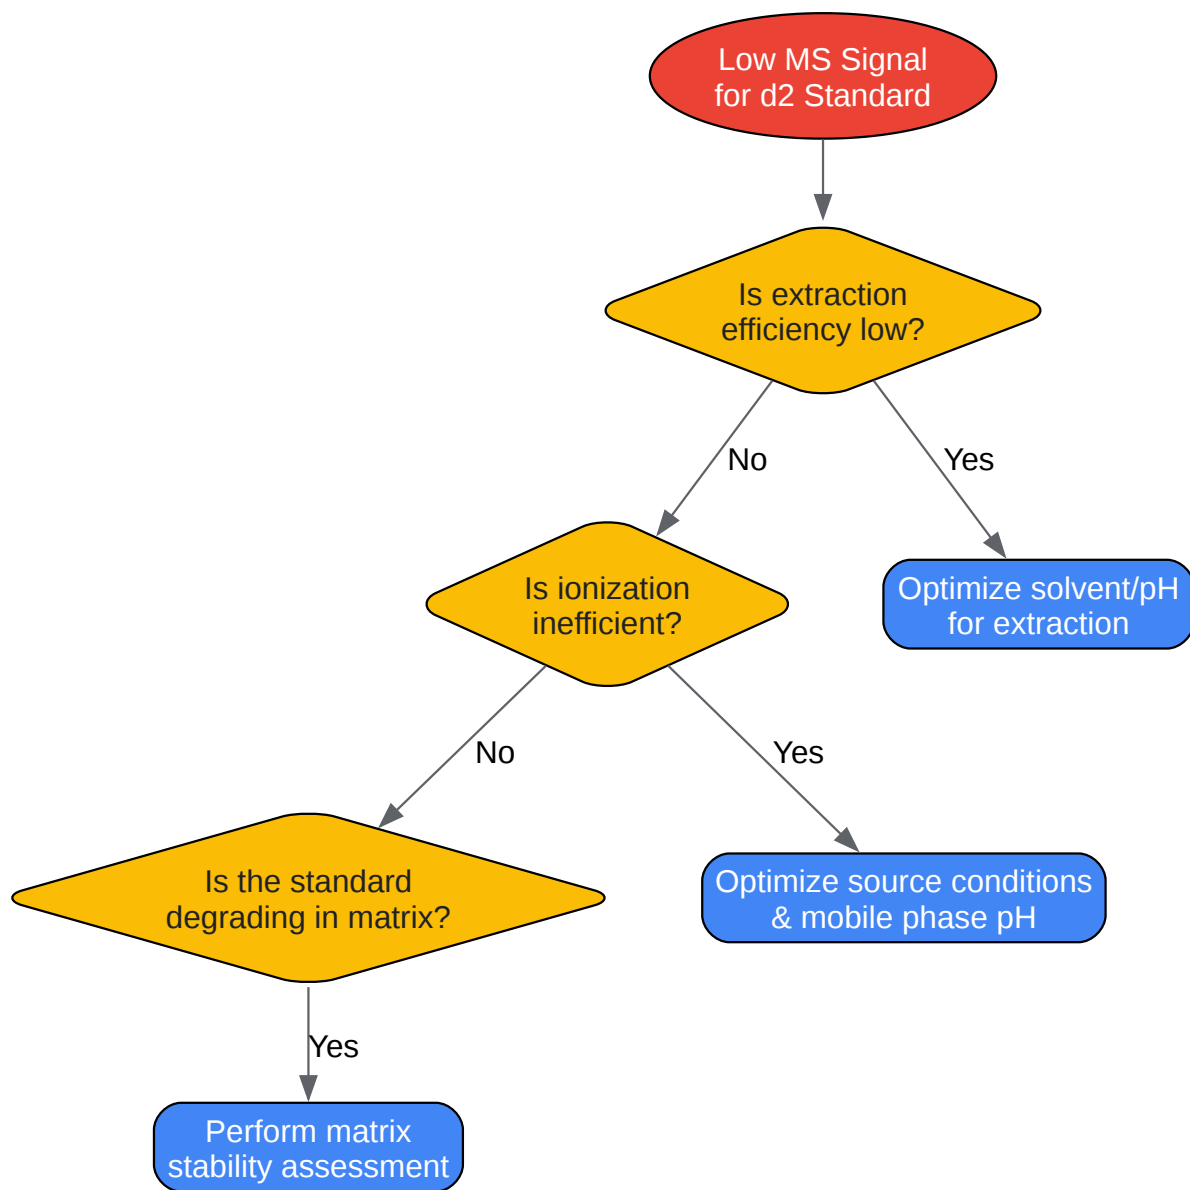 Low MS Signal
for d2 Standard
Is extraction
efficiency low?
No
Yes
Is ionization
inefficient?
Optimize solvent/pH
for extraction
No
Yes
Is the standard
degrading in matrix?
Optimize source conditions
& mobile phase pH
Yes
Perform matrix
stability assessment